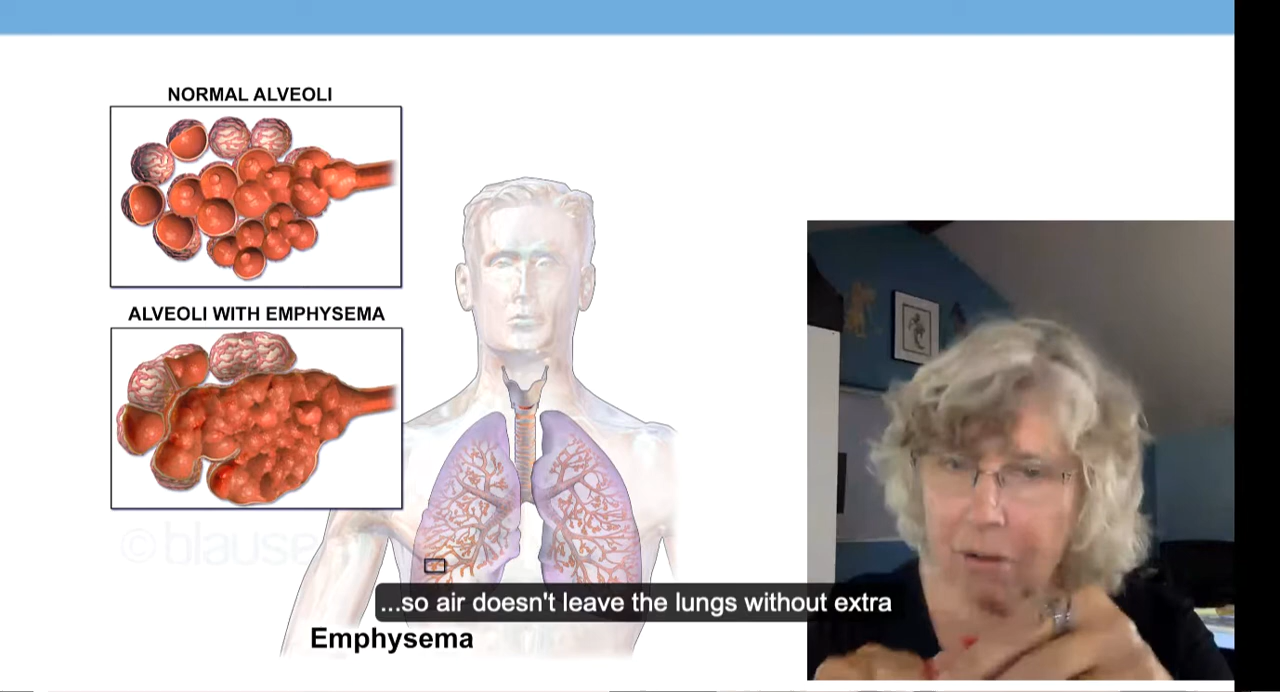 NORMAL ALVEOLI
ALVEOLI WITH EMPHYSEMA
...so air doesn't leave the lungs without extra
Emphysema